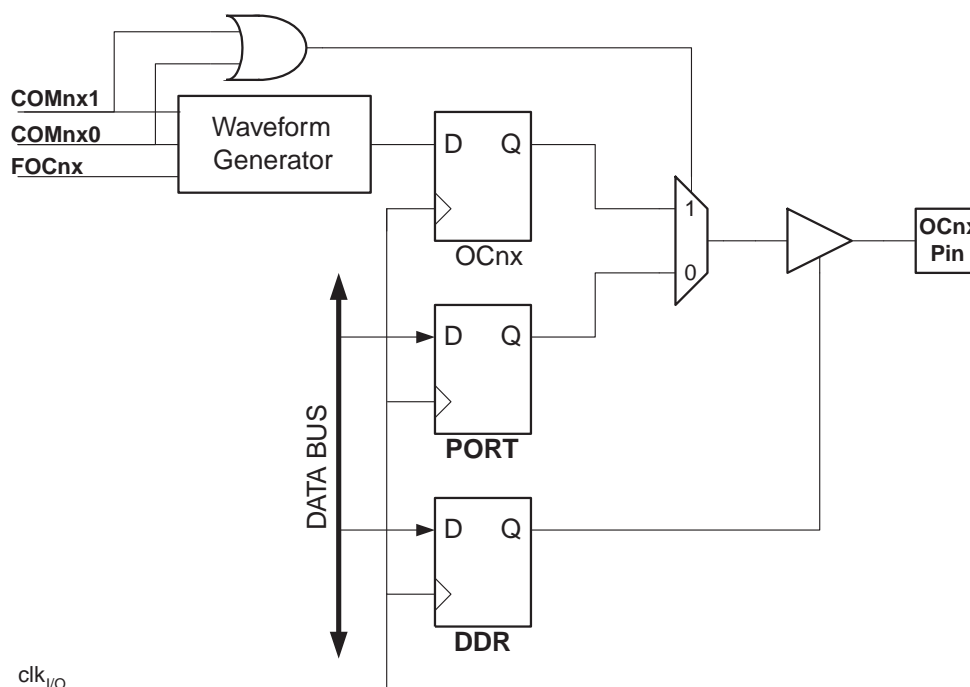 COMnx1
COMnx0
FOCnx
Waveform
Generator
D Q
OCnx
1
0
OCnx
Pin
D Q
PORT
DATA BUS
D Q
DDR
clkI/O